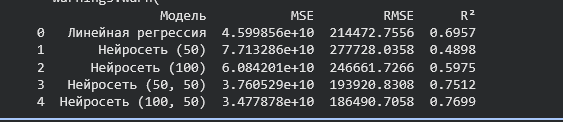 warnings.warn(
Модель MSE RMSE R²
0 Линейная регрессия 4.599856e+10 214472.7556 0.6957
1 Нейросеть (50) 7.713286e+10 277728.0358 0.4898
2 Нейросеть (100) 6.084201e+10 246661.7266 0.5975
3 Нейросеть (50, 50) 3.760529e+10 193920.8308 0.7512
4 Нейросеть (100, 50) 3.477878e+10 186490.7058 0.7699